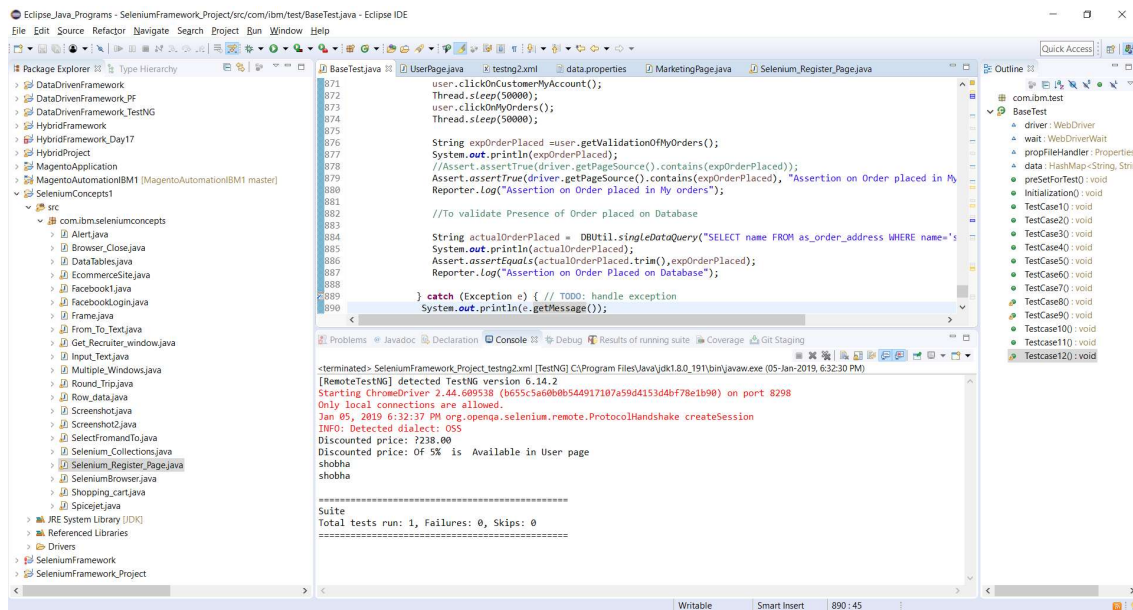 Eclipse_Java_Programs - SeleniumFramework_Project/src/com/ibm/test/BaseTest.java - Eclipse IDE
File Edit Source Refactor Navigate Search Project Run Window Help
Quick Access
Package Explorer Type Hierarchy
DataDrivenFramework
DataDrivenFramework_PF
DataDrivenFramework_TestNG
HybridFramework
HybridFramework_Day17
HybridProject
MagentoApplication
MagentoAutomationIBM1 [MagentoAutomationIBM1 master]
SeleniumConcepts1
src
com.ibm.seleniumconcepts
Alert.java
Browser_Close.java
DataTables.java
EcommerceSite.java
Facebook1.java
FacebookLogin.java
Frame.java
From_To_Text.java
Get_Recruiter_window.java
Input_Text.java
Multiple_Windows.java
Round_Trip.java
Row_data.java
Screenshot.java
Screenshot2.java
SelectFromandTo.java
Selenium_Collections.java
Selenium_Register_Page.java
SeleniumBrowser.java
Shopping_cart.java
Spicejet.java
JRE System Library [JDK]
Referenced Libraries
Drivers
SeleniumFramework
SeleniumFramework_Project
BaseTest.java UserPage.java testng2.xml data.properties MarketingPage.java Selenium_Register_Page.java
871 user.clickOnCustomerMyAccount();
872 Thread.sleep(50000);
873 user.clickOnMyOrders();
874 Thread.sleep(50000);
875
876 String expOrderPlaced =user.getValidationOfMyOrders();
877 System.out.println(expOrderPlaced);
878 //Assert.assertTrue(driver.getPageSource().contains(expOrderPlaced));
879 Assert.assertTrue(driver.getPageSource().contains(expOrderPlaced), "Assertion on Order placed in My
880 Reporter.log("Assertion on Order placed in My orders");
881
882 //To validate Presence of Order placed on Database
883
884 String actualOrderPlaced = DBUtil.singleDataQuery("SELECT name FROM as_order_address WHERE name='s
885 System.out.println(actualOrderPlaced);
886 Assert.assertEquals(actualOrderPlaced.trim(),expOrderPlaced);
887 Reporter.log("Assertion on Order Placed on Database");
888
889 } catch (Exception e) { // TODO: handle exception
890 System.out.println(e.getMessage());
Problems Javadoc Declaration Console Debug Results of running suite Coverage Git Staging
<terminated> SeleniumFramework_Project_testng2.xml [TestNG] C:\Program Files\Java\jdk1.8.0_191\bin\javaw.exe (05-Jan-2019, 6:32:30 PM)
[RemoteTestNG] detected TestNG version 6.14.2
Starting ChromeDriver 2.44.609538 (b655c5a60b0b544917107a59d4153d4bf78e1b90) on port 8298
Only local connections are allowed.
Jan 05, 2019 6:32:37 PM org.openqa.selenium.remote.ProtocolHandshake createSession
INFO: Detected dialect: OSS
Discounted price: ?238.00
Discounted price: Of 5% is Available in User page
shobha
shobha
===============================================
Suite
Total tests run: 1, Failures: 0, Skips: 0
===============================================
Outline
com.ibm.test
BaseTest
driver : WebDriver
wait : WebDriverWait
propFileHandler : Properties
data : HashMap<String, Stri
preSetForTest() : void
Initialization() : void
TestCase1() : void
TestCase2() : void
TestCase3() : void
TestCase4() : void
TestCase5() : void
TestCase6() : void
TestCase7() : void
TestCase8() : void
TestCase9() : void
Testcase10() : void
Testcase11() : void
Testcase12() : void
Writable Smart Insert 890 : 45